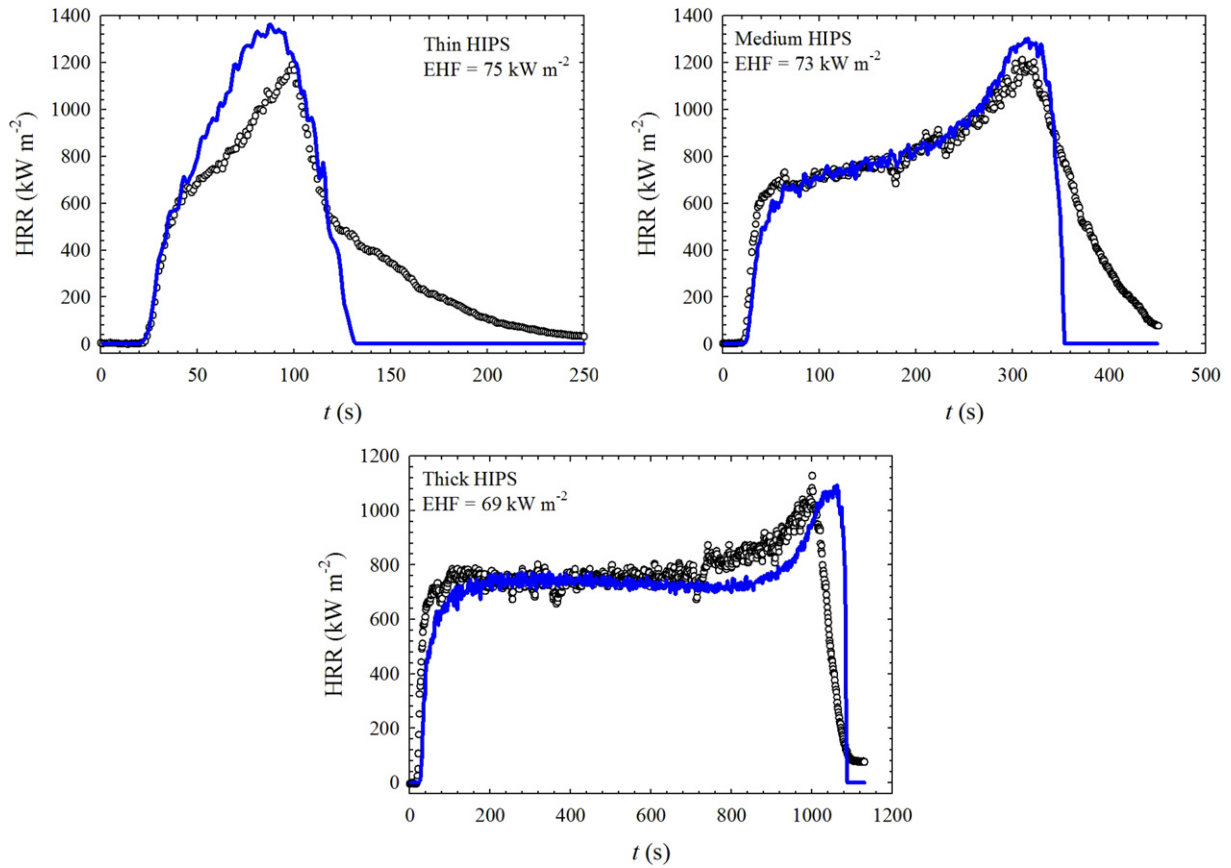 1400
1200
1000
800
600
400
200
0
HRR (kW m⁻²)
Thin HIPS
EHF = 75 kW m⁻²
0 50 100 150 200 250
t (s)
1400
1200
1000
800
600
400
200
0
HRR (kW m⁻²)
Medium HIPS
EHF = 73 kW m⁻²
0 100 200 300 400 500
t (s)
1200
1000
800
600
400
200
0
HRR (kW m⁻²)
Thick HIPS
EHF = 69 kW m⁻²
0 200 400 600 800 1000 1200
t (s)